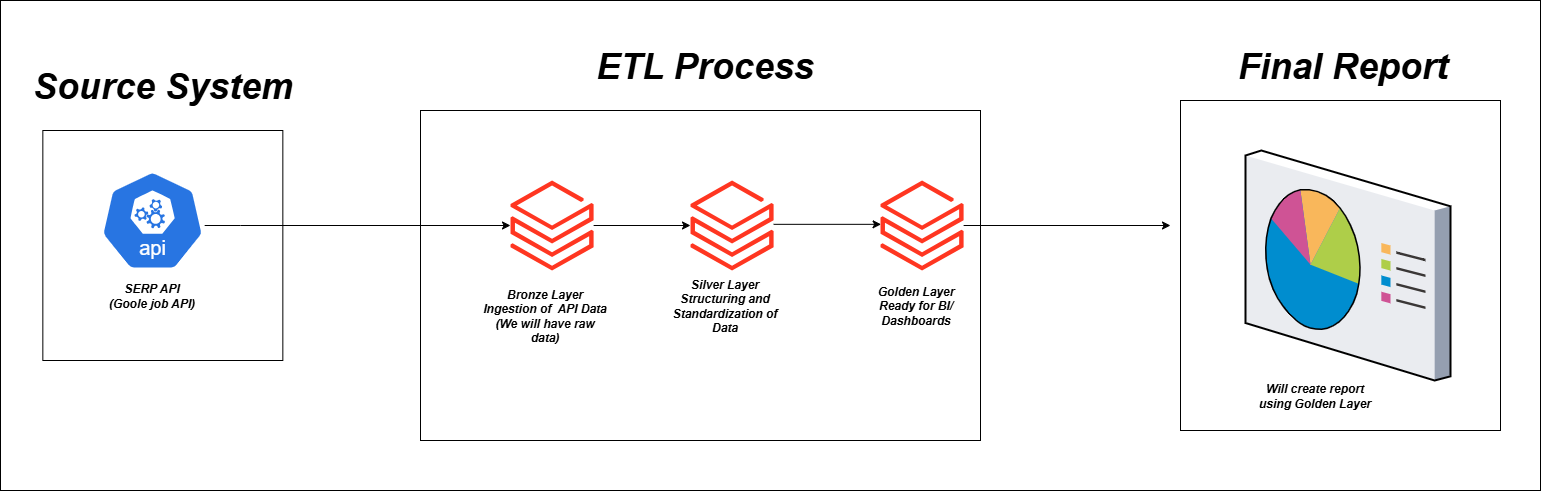 Source System
ETL Process
Final Report
api
SERP API
(Goole job API)
Bronze Layer
Ingestion of API Data
(We will have raw
data)
Silver Layer
Structuring and
Standardization of
Data
Golden Layer
Ready for BI/
Dashboards
Will create report
using Golden Layer